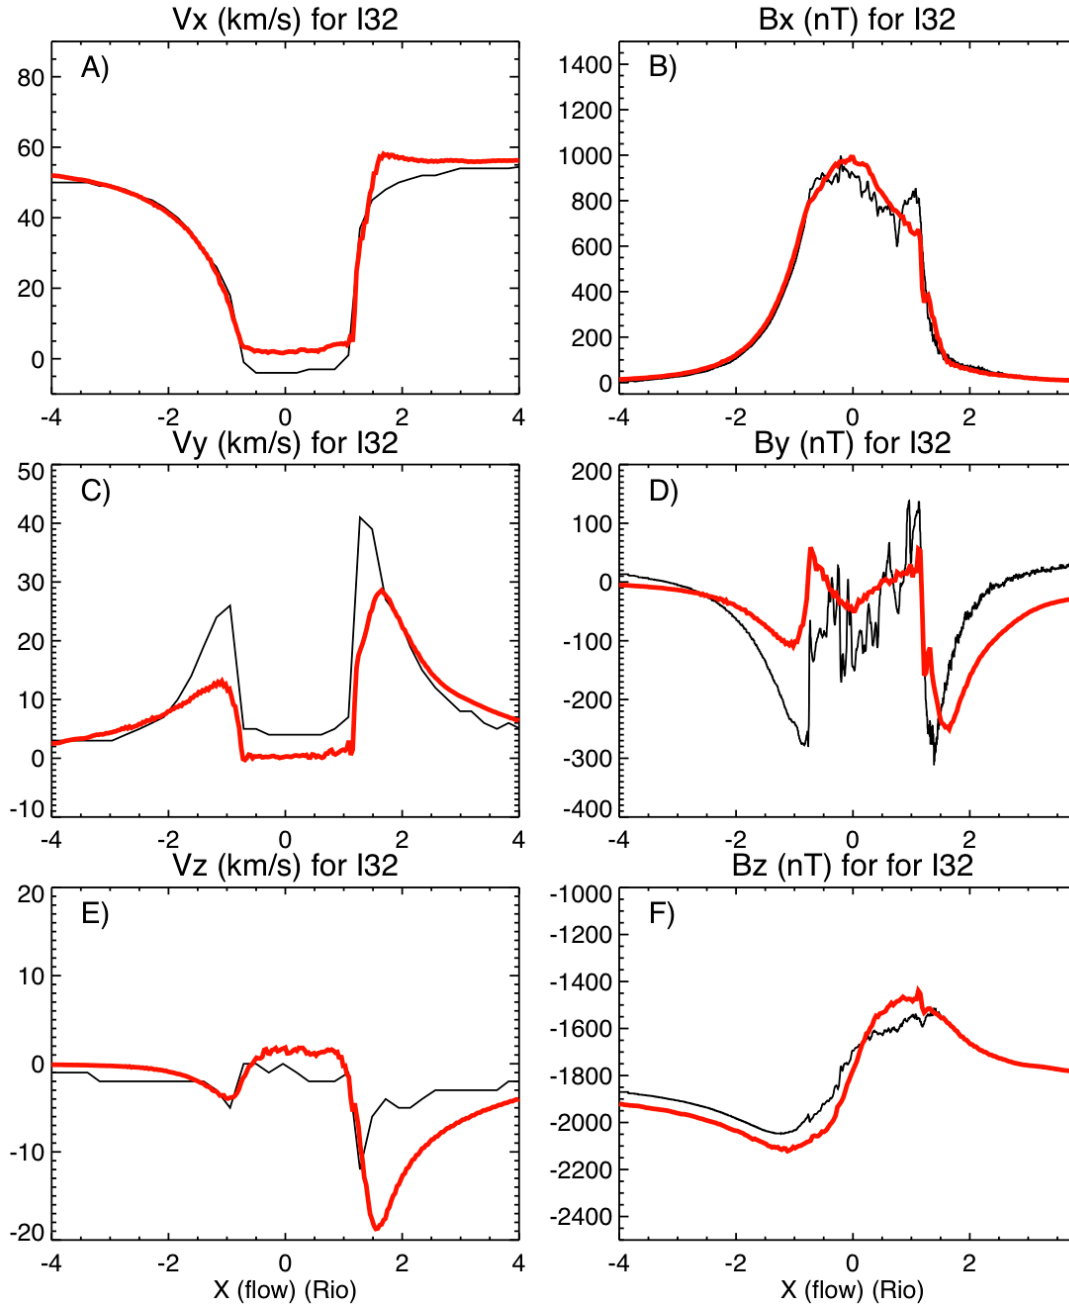 Vx (km/s) for I32
Bx (nT) for I32
A)
80
60
40
20
0
-4 -2 0 2 4
B)
1400
1200
1000
800
600
400
200
0
-4 -2 0 2
Vy (km/s) for I32
By (nT) for I32
C)
50
40
30
20
10
0
-10
-4 -2 0 2 4
D)
200
100
0
-100
-200
-300
-400
-4 -2 0 2
Vz (km/s) for I32
Bz (nT) for for I32
E)
20
10
0
-10
-20
-4 -2 0 2 4
X (flow) (Rio)
F)
-1000
-1200
-1400
-1600
-1800
-2000
-2200
-2400
-4 -2 0 2
X (flow) (Rio)